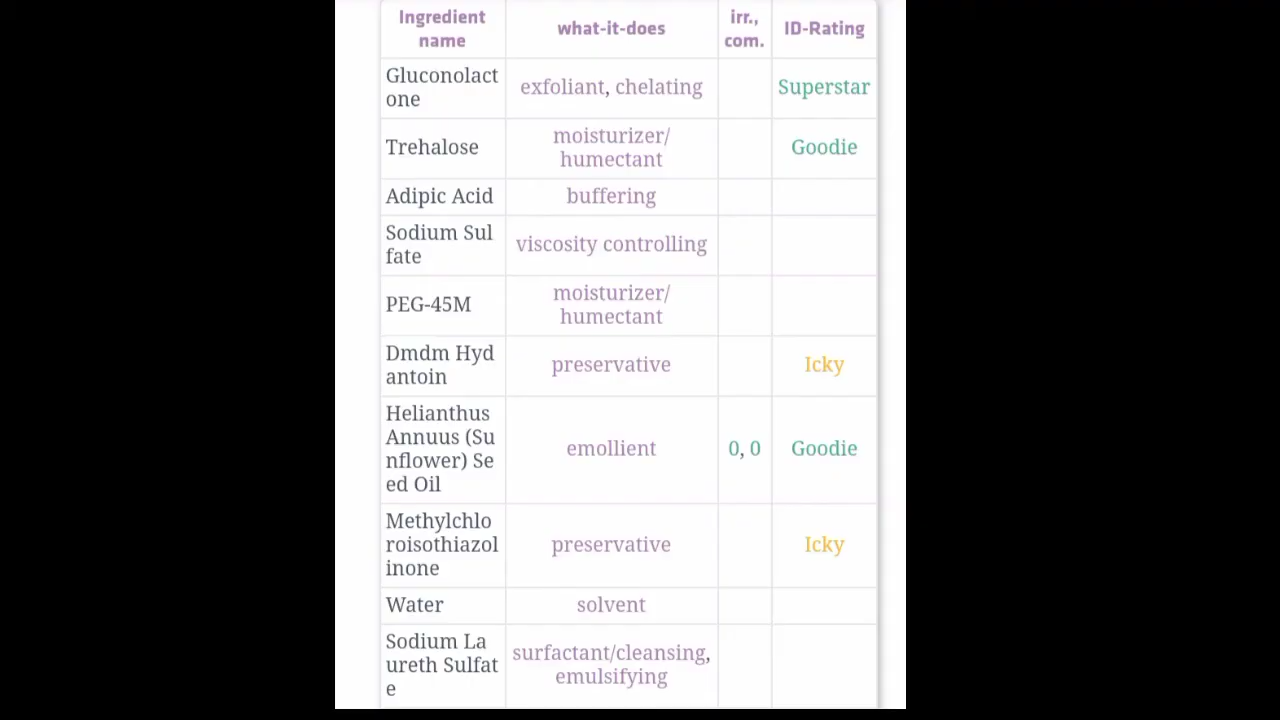 Ingredient name what-it-does irr., com. ID-Rating
Gluconolact
one
exfoliant, chelating
Superstar
Trehalose
moisturizer/
humectant
Goodie
Adipic Acid
buffering
Sodium Sul
fate
viscosity controlling
PEG-45M
moisturizer/
humectant
Dmdm Hyd
antoin
preservative
Icky
Helianthus
Annuus (Su
nflower) Se
ed Oil
emollient
0, 0
Goodie
Methylchlo
roisothiazol
inone
preservative
Icky
Water
solvent
Sodium La
ureth Sulfat
e
surfactant/cleansing,
emulsifying